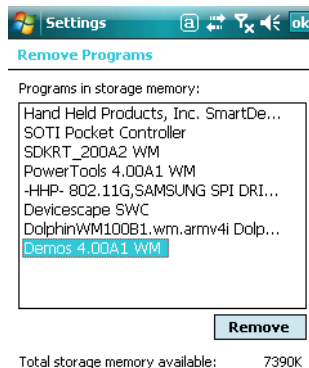 Settings
a
ok
Remove Programs
Programs in storage memory:
Hand Held Products, Inc. SmartDe...
SOTI Pocket Controller
SDKRT_200A2 WM
PowerTools 4.00A1 WM
-HHP- 802.11G,SAMSUNG SPI DRI...
Devicescape SWC
DolphinWM100B1.wm.armv4i Dolp...
Demos 4.00A1 WM
Remove
Total storage memory available: 7390K